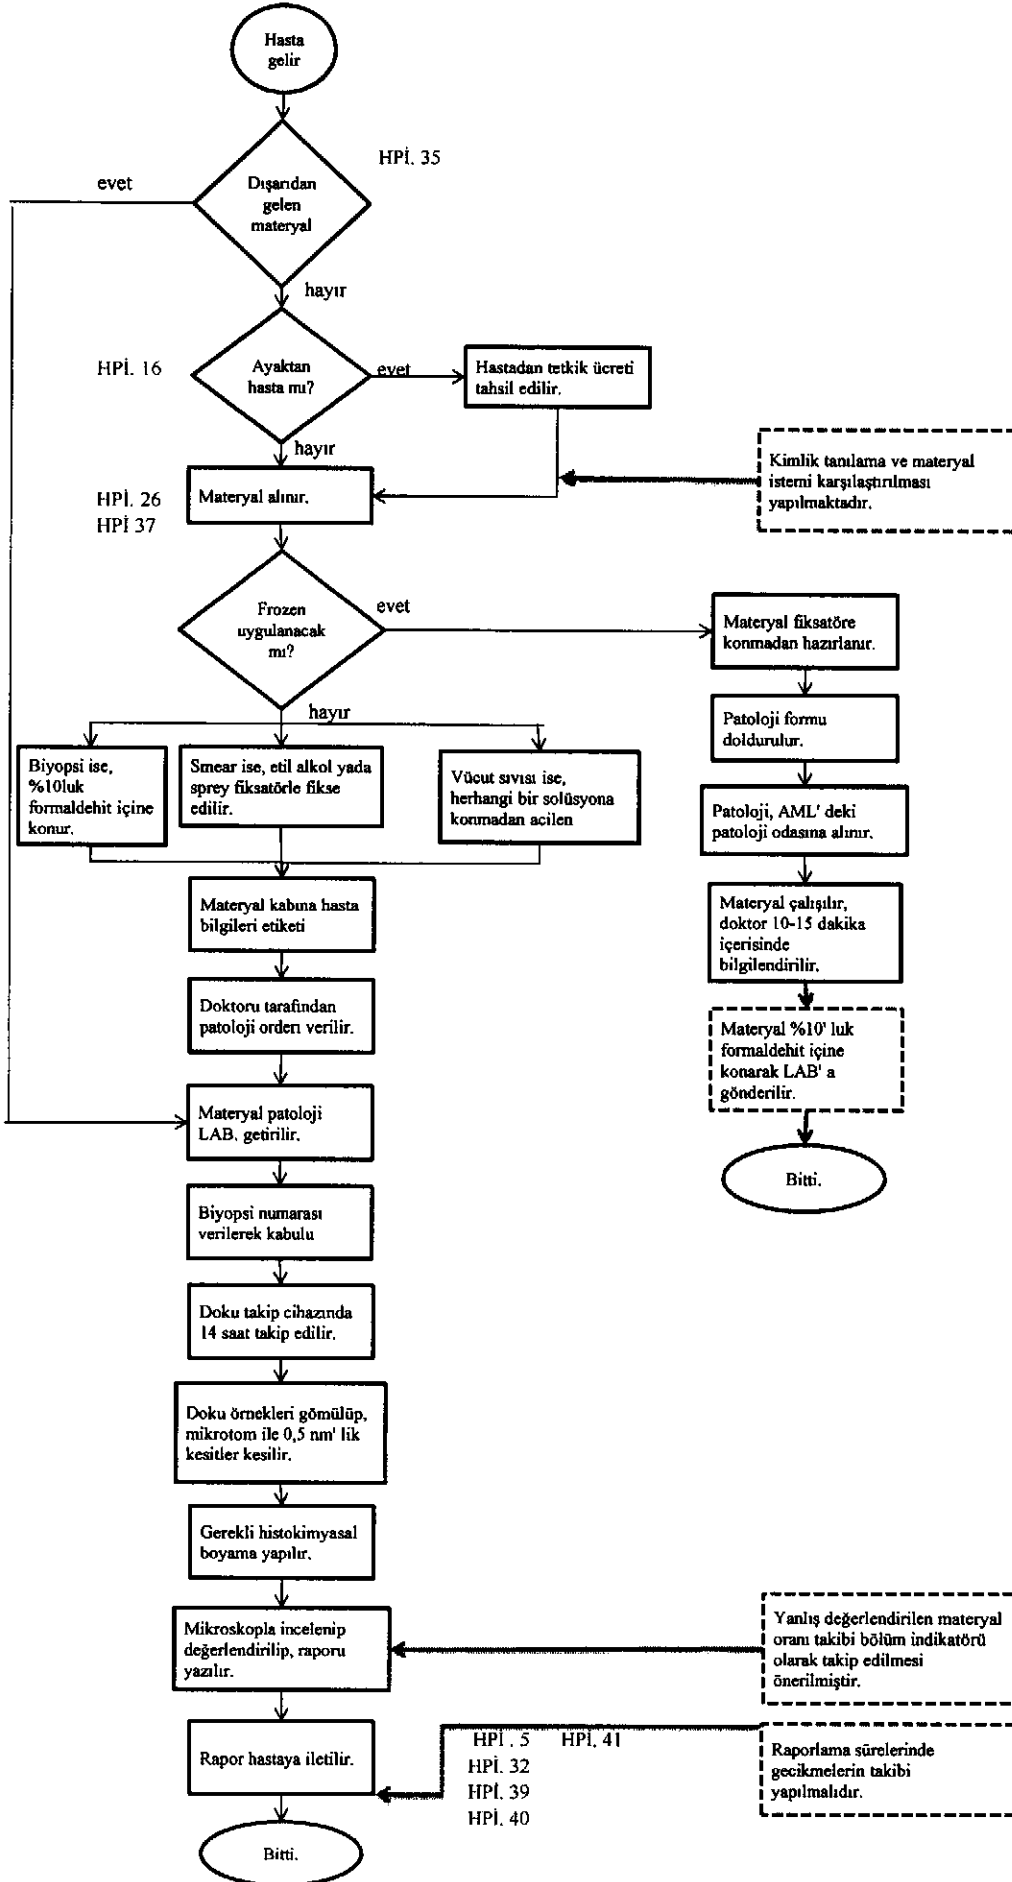 Hasta
gelir
HPİ. 35
evet
Dışarıdan
gelen
materyal
hayır
HPİ. 16
Ayaktan
hasta mı?
evet
Hastadan tetkik ücreti
tahsil edilir.
hayır
Kimlik tanılama ve materyal
istemi karşılaştırılması
yapılmaktadır.
Materyal alınır.
HPİ. 26
HPİ 37
Frozen
uygulanacak
mı?
evet
Materyal fiksatöre
konmadan hazırlanır.
hayır
Patoloji formu
doldurulur.
Biyopsi ise,
%10luk
formaldehit içine
konur.
Smear ise, etil alkol yada
sprey fiksatörle fikse
edilir.
Vücut sıvısı ise,
herhangi bir solüsyona
konmadan acilen
Patoloji, AML' deki
patoloji odasına alınır.
Materyal kabına hasta
bilgileri etiketi
Materyal çalışılır,
doktor 10-15 dakika
içerisinde
bilgilendirilir.
Doktoru tarafından
patoloji orderı verilir.
Materyal %10' luk
formaldehit içine
konarak LAB' a
gönderilir.
Materyal patoloji
LAB. getirilir.
Bitti.
Biyopsi numarası
verilerek kabulu
Doku takip cihazında
14 saat takip edilir.
Doku örnekleri gömülüp,
mikrotom ile 0,5 nm' lik
kesitler kesilir.
Gerekli histokimyasal
boyama yapılır.
Mikroskopla incelenip
değerlendirilip, raporu
yazılır.
Yanlış değerlendirilen materyal
oranı takibi bölüm indikatörü
olarak takip edilmesi
önerilmiştir.
Rapor hastaya iletilir.
HPİ . 5 HPİ. 41
HPİ. 32
HPİ. 39
HPİ. 40
Raporlama sürelerinde
gecikmelerin takibi
yapılmalıdır.
Bitti.